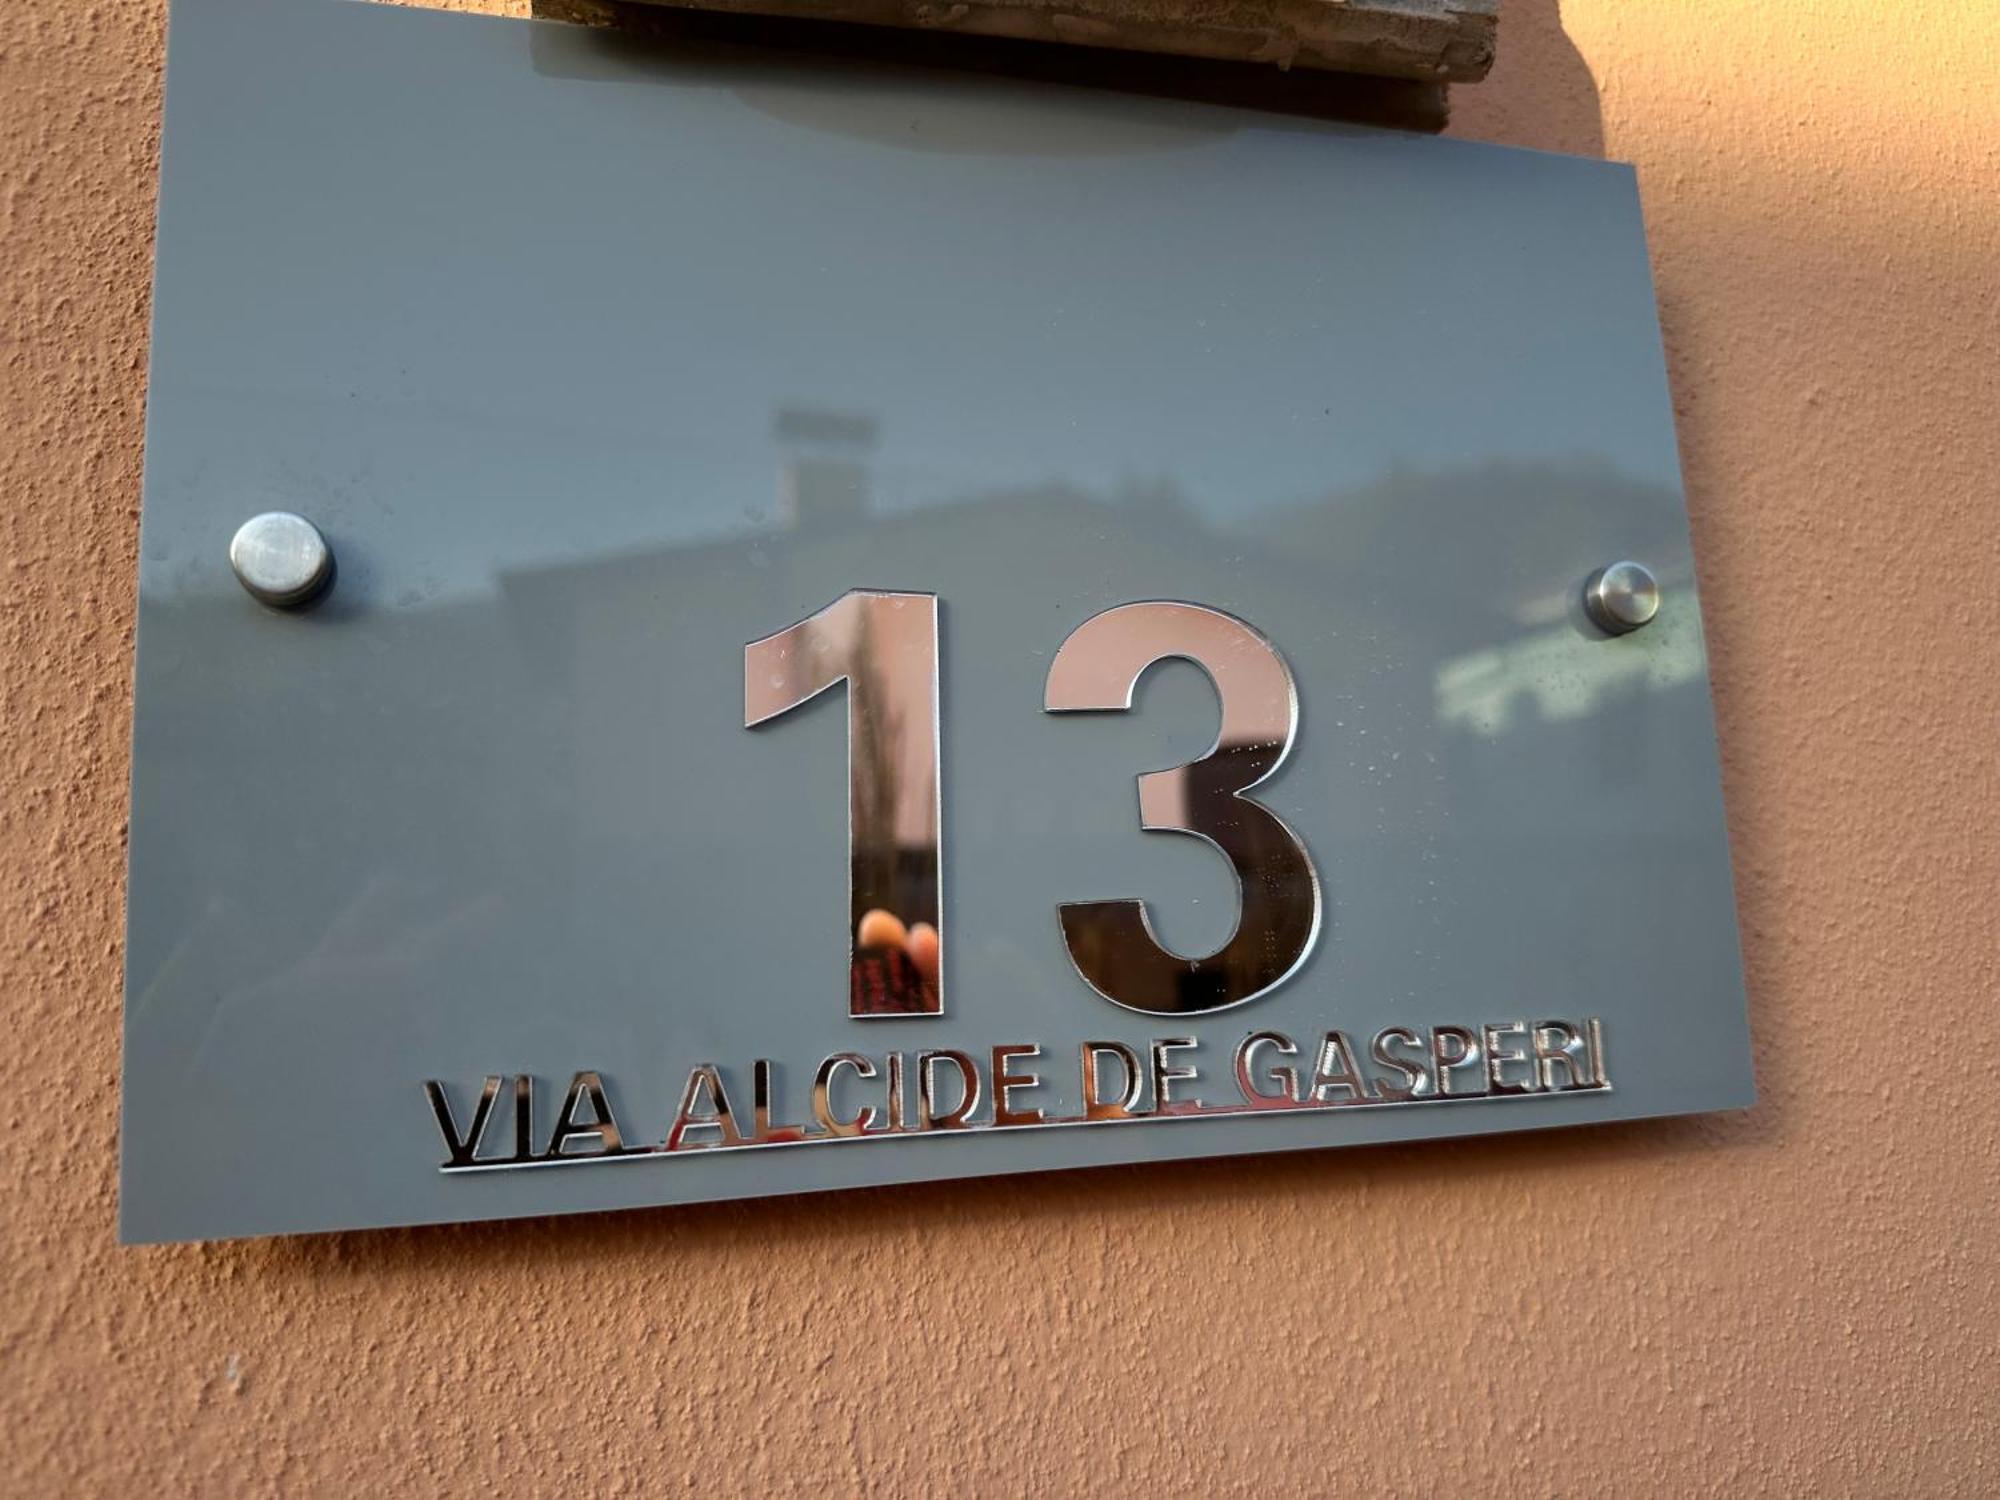 13
VIA ALCIDE DE GASPERI